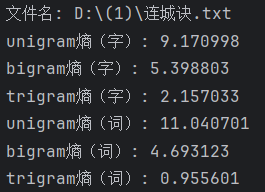 文件名: D:\(1)\连城诀.txt
unigram熵（字）: 9.170998
bigram熵（字）: 5.398803
trigram熵（字）: 2.157033
unigram熵（词）: 11.040701
bigram熵（词）: 4.693123
trigram熵（词）: 0.955601